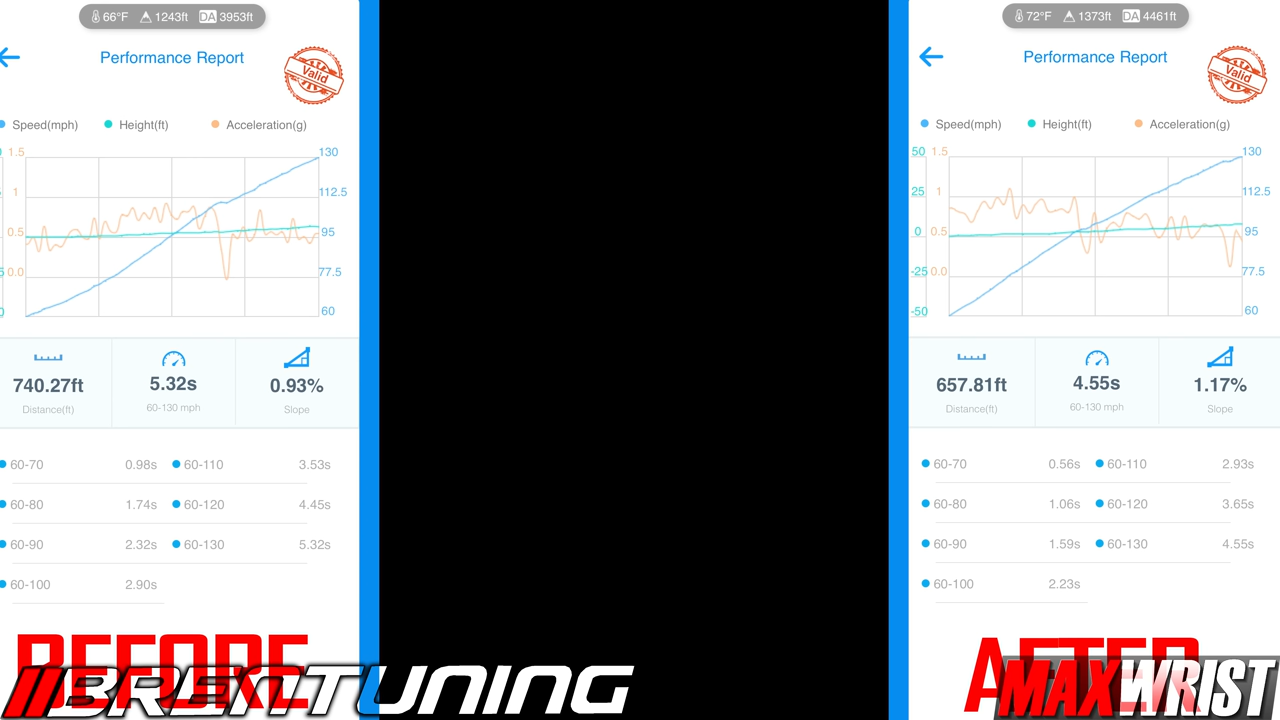 66°F 1243ft DA 3953ft
Performance Report
Valid
Speed(mph) Height(ft) Acceleration(g)
1.5 130
1 112.5
0.5 95
0.0 77.5
0 60
740.27ft 5.32s 0.93%
Distance(ft) 60-130 mph Slope
60-70 0.98s 60-110 3.53s
60-80 1.74s 60-120 4.45s
60-90 2.32s 60-130 5.32s
60-100 2.90s
BEFORE
BRENTUNING
72°F 1373ft DA 4461ft
Performance Report
Valid
Speed(mph) Height(ft) Acceleration(g)
50 1.5 130
25 1 112.5
0 0.5 95
-25 0.0 77.5
-50 60
657.81ft 4.55s 1.17%
Distance(ft) 60-130 mph Slope
60-70 0.56s 60-110 2.93s
60-80 1.06s 60-120 3.65s
60-90 1.59s 60-130 4.55s
60-100 2.23s
AFTER
MAXWRIST